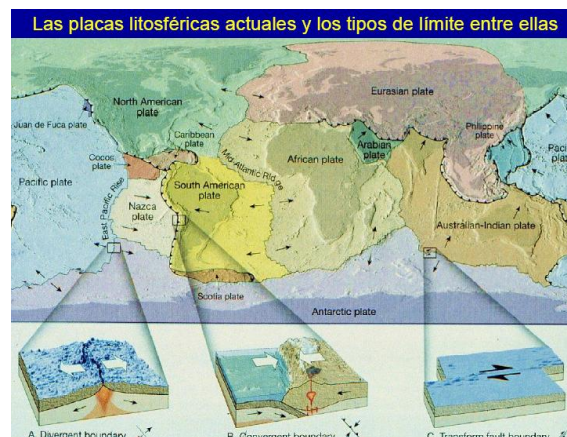 Las placas litosféricas actuales y los tipos de límite entre ellas
North American
plate
Eurasian plate
Juan de Fuca plate
Caribbean
plate
Philippine
plate
Arabian
plate
Cocos
plate
Mid-Atlantic Ridge
African plate
Pacific plate
East Pacific Rise
South American
plate
Nazca
plate
Australian-Indian plate
Scotia plate
Antarctic plate
A. Divergent boundary
B. Convergent boundary
C. Transform fault boundary